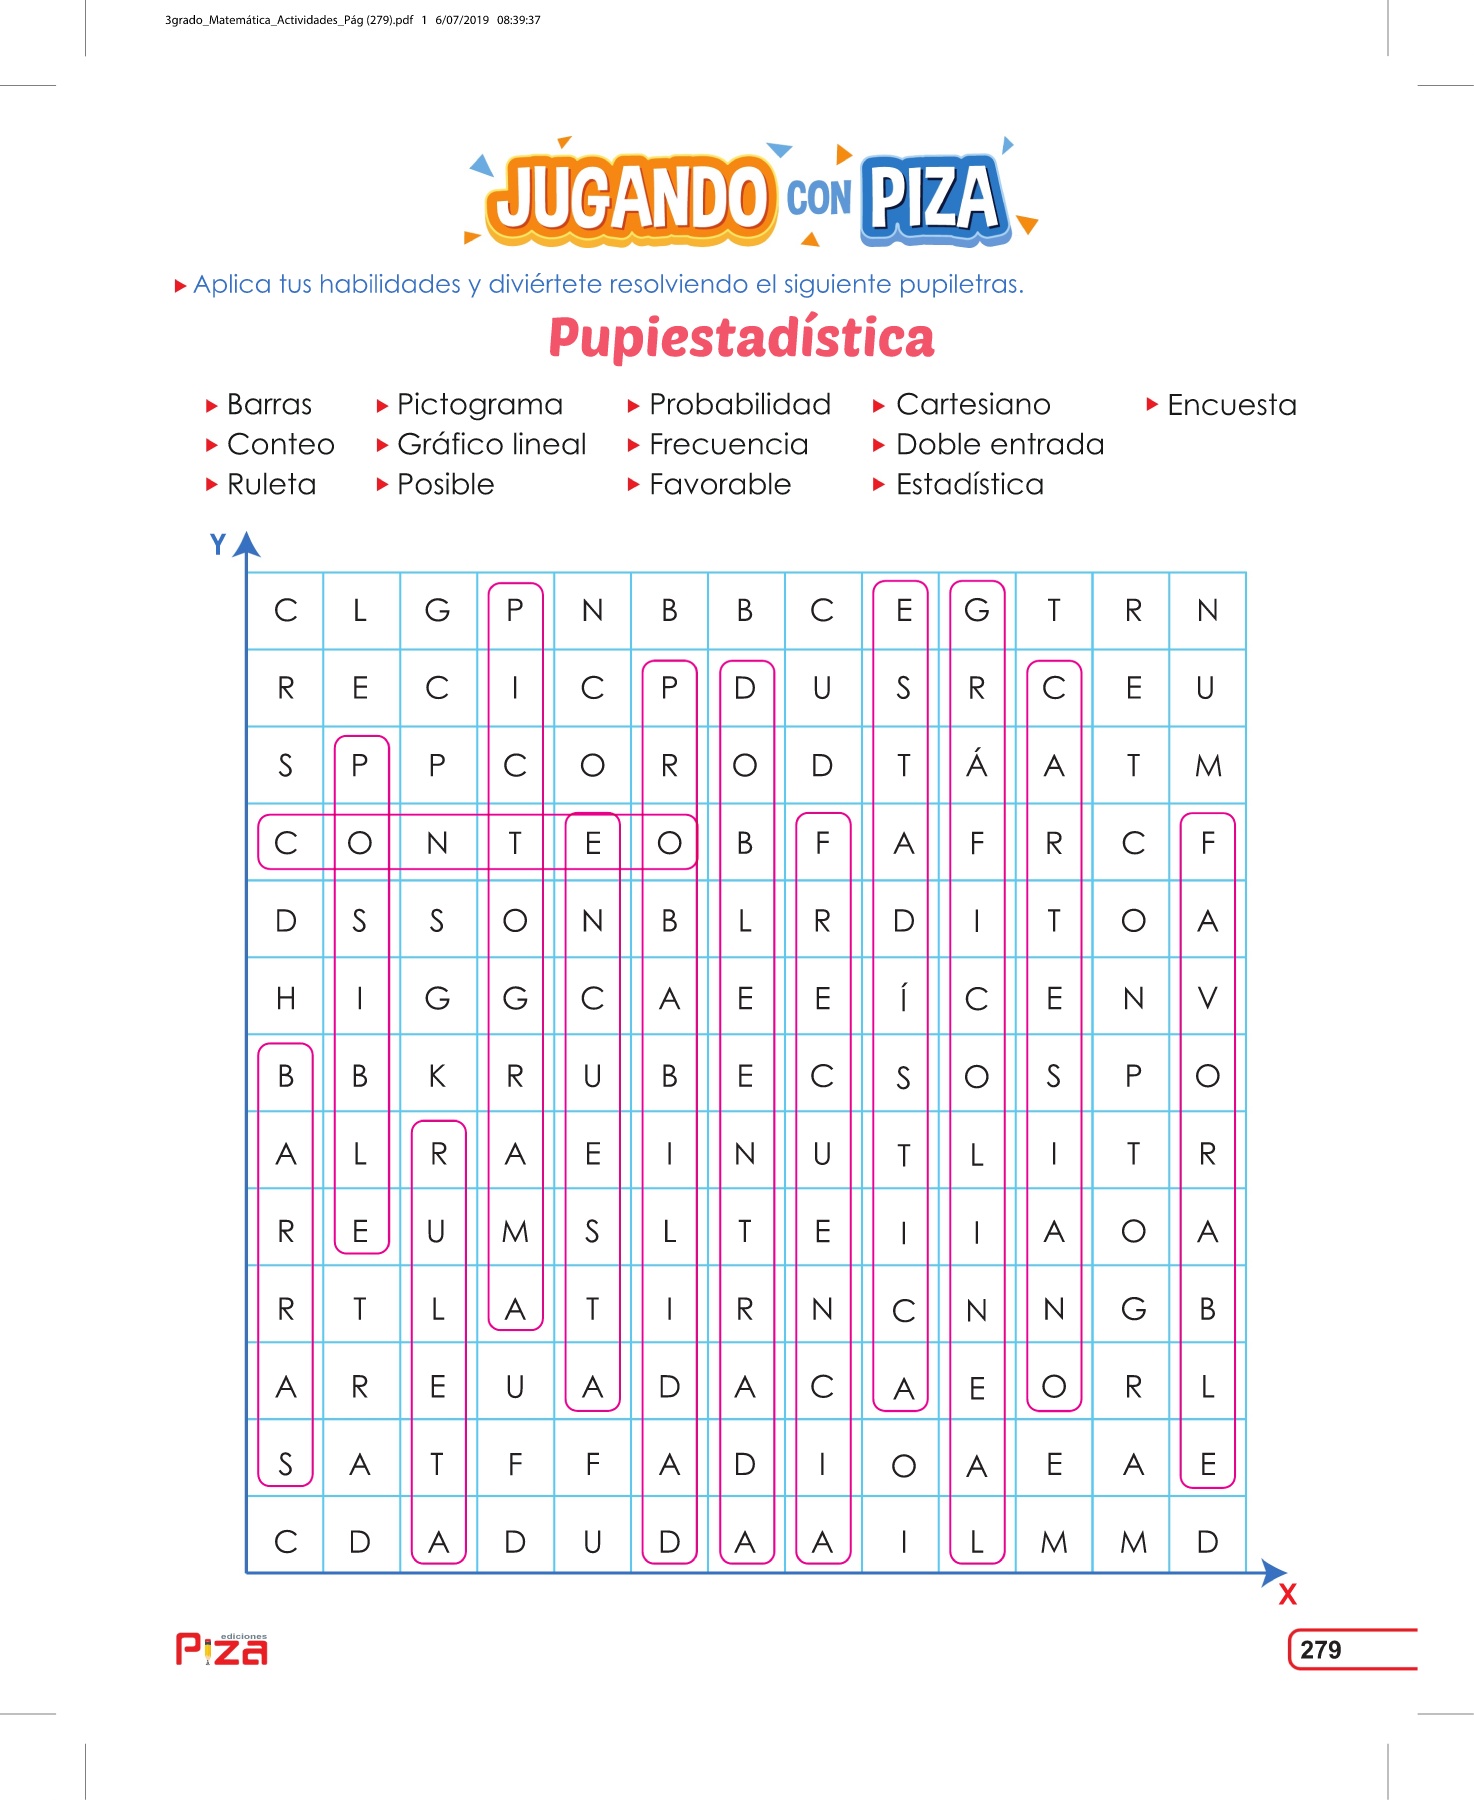 3grado_Matemática_Actividades_Pág (279).pdf 1 6/07/2019 08:39:37
JUGANDO CON PIZA
Aplica tus habilidades y diviértete resolviendo el siguiente pupiletras.
Pupiestadística
Barras Pictograma Probabilidad Cartesiano Encuesta
Conteo Gráfico lineal Frecuencia Doble entrada
Ruleta Posible Favorable Estadística
Y
C L G P N B B C E G T R N
R E C I C P D U S R C E U
S P P C O R O D T Á A T M
C O N T E O B F A F R C F
D S S O N B L R D I T O A
H I G G C A E E Í C E N V
B B K R U B E C S O S P O
A L R A E I N U T L I T R
R E U M S L T E I I A O A
R T L A T I R N C N N G B
A R E U A D A C A E O R L
S A T F F A D I O A E A E
C D A D U D A A I L M M D
X
ediciones
Piza
279